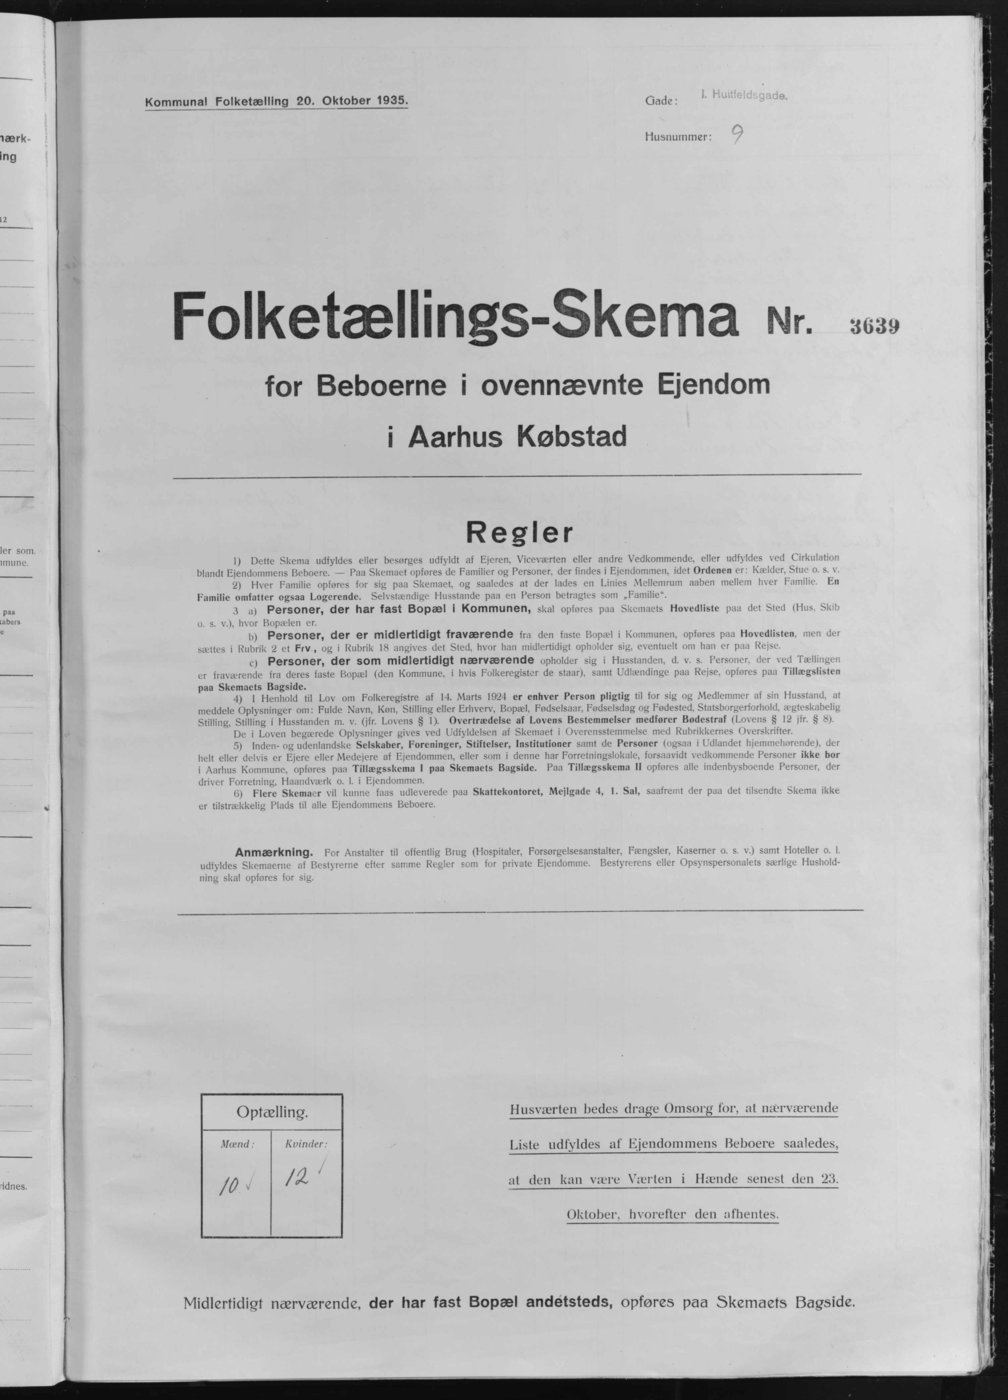 Kommunal Folketælling 20. Oktober 1935.
Gade: I. Huitfeldsgade.
Husnummer: 9
Folketællings-Skema Nr. 3639
for Beboerne i ovennævnte Ejendom
i Aarhus Købstad
Regler
1) Dette Skema udfyldes eller besørges udfyldt af Ejeren, Viceværten eller andre Vedkommende, eller udfyldes ved Cirkulation
blandt Ejendommens Beboere. — Paa Skemaet opføres de Familier og Personer, der findes i Ejendommen, idet Ordenen er: Kælder, Stue o. s. v.
2) Hver Familie opføres for sig paa Skemaet, og saaledes at der lades en Linies Mellemrum aaben mellem hver Familie. En
Familie omfatter ogsaa Logerende. Selvstændige Husstande paa en Person betragtes som „Familie“.
3 a) Personer, der har fast Bopæl i Kommunen, skal opføres paa Skemaets Hovedliste paa det Sted (Hus, Skib
o. s. v.), hvor Bopælen er.
b) Personer, der er midlertidigt fraværende fra den faste Bopæl i Kommunen, opføres paa Hovedlisten, men der
sættes i Rubrik 2 et Frv., og i Rubrik 18 angives det Sted, hvor han midlertidigt opholder sig, eventuelt om han er paa Rejse.
c) Personer, der som midlertidigt nærværende opholder sig i Husstanden, d. v. s. Personer, der ved Tællingen
er fraværende fra deres faste Bopæl (den Kommune, i hvis Folkeregister de staar), samt Udlændinge paa Rejse, opføres paa Tillægslisten
paa Skemaets Bagside.
4) I Henhold til Lov om Folkeregistre af 14. Marts 1924 er enhver Person pligtig til for sig og Medlemmer af sin Husstand, at
meddele Oplysninger om: Fulde Navn, Køn, Stilling eller Erhverv, Bopæl, Fødselsaar, Fødselsdag og Fødested, Statsborgerforhold, ægteskabelig
Stilling, Stilling i Husstanden m. v. (jfr. Lovens § 1). Overtrædelse af Lovens Bestemmelser medfører Bødestraf (Lovens § 12 jfr. § 8).
De i Loven begærede Oplysninger gives ved Udfyldelsen af Skemaet i Overensstemmelse med Rubrikkernes Overskrifter.
5) Inden- og udenlandske Selskaber, Foreninger, Stiftelser, Institutioner samt de Personer (ogsaa i Udlandet hjemmehørende), der
helt eller delvis er Ejere eller Medejere af Ejendommen, eller som i denne har Forretningslokale, forsaavidt vedkommende Personer ikke bor
i Aarhus Kommune, opføres paa Tillægsskema I paa Skemaets Bagside. Paa Tillægsskema II opføres alle indenbysboende Personer, der
driver Forretning, Haandværk o. l. i Ejendommen.
6) Flere Skemaer vil kunne faas udleverede paa Skattekontoret, Mejlgade 4, 1. Sal, saafremt der paa det tilsendte Skema ikke
er tilstrækkelig Plads til alle Ejendommens Beboere.
Anmærkning. For Anstalter til offentlig Brug (Hospitaler, Forsørgelsesanstalter, Fængsler, Kaserner o. s. v.) samt Hoteller o. l.
udfyldes Skemaerne af Bestyrerne efter samme Regler som for private Ejendomme. Bestyrerens eller Opsynspersonalets særlige Hushold-
ning skal opføres for sig.
Optælling.
Mænd: Kvinder:
10 12
Husværten bedes drage Omsorg for, at nærværende
Liste udfyldes af Ejendommens Beboere saaledes,
at den kan være Værten i Hænde senest den 23.
Oktober, hvorefter den afhentes.
Midlertidigt nærværende, der har fast Bopæl andetsteds, opføres paa Skemaets Bagside.